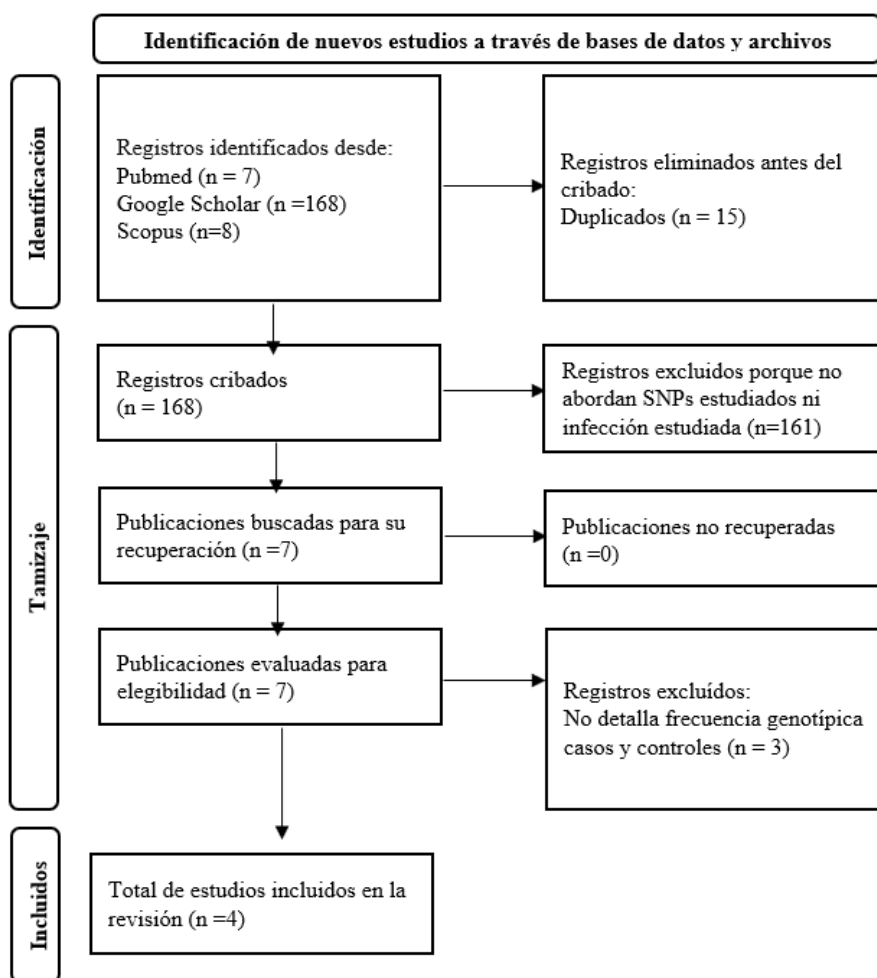 Identificación de nuevos estudios a través de bases de datos y archivos
Identificación
Registros identificados desde:
Pubmed (n = 7)
Google Scholar (n =168)
Scopus (n=8)
Registros eliminados antes del
cribado:
Duplicados (n = 15)
Tamizaje
Registros cribados
(n = 168)
Registros excluidos porque no
abordan SNPs estudiados ni
infección estudiada (n=161)
Publicaciones buscadas para su
recuperación (n =7)
Publicaciones no recuperadas
(n =0)
Publicaciones evaluadas para
elegibilidad (n = 7)
Registros excluídos:
No detalla frecuencia genotípica
casos y controles (n = 3)
Incluidos
Total de estudios incluidos en la
revisión (n =4)